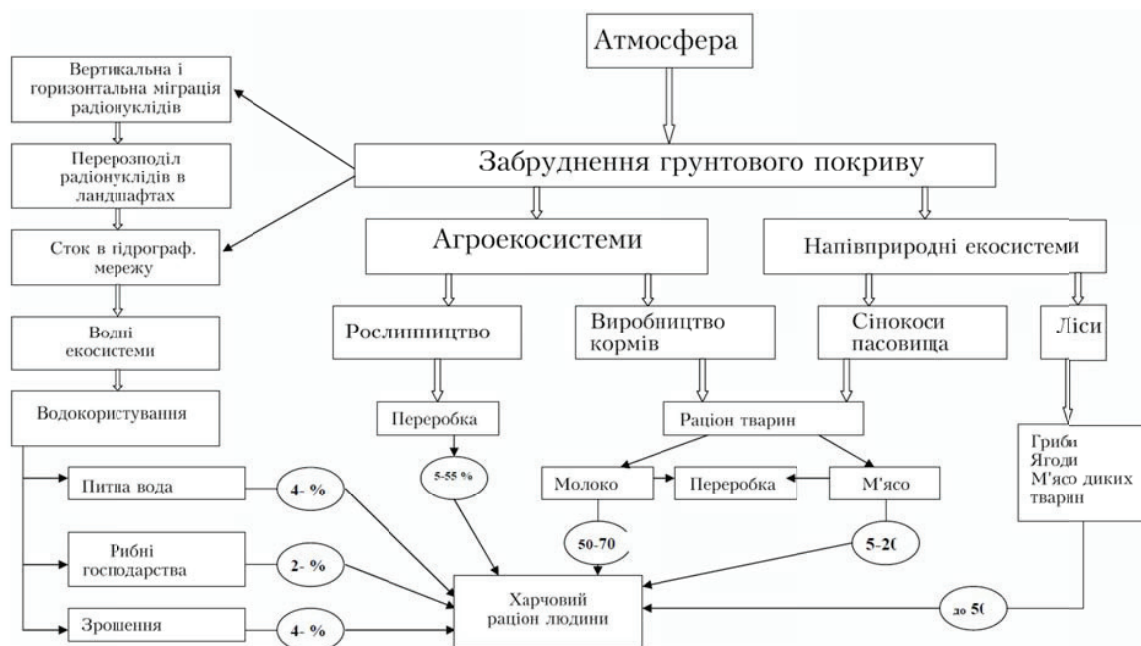 Атмосфера
Вертикальна і
горизонтальна міграція
радіонуклідів
Забруднення грунтового покриву
Перерозподіл
радіонуклідів в
ландшафтах
Агроекосистеми
Напівприродні екосистеми
Сток в гідрограф.
мережу
Рослинництво
Виробництво
кормів
Сінокоси
пасовища
Ліси
Водні
екосистеми
Водокористування
Переробка
Раціон тварин
Гриби
Ягоди
М'ясо диких
тварин
5-55 %
Питна вода
4- %
Молоко
Переробка
М'ясо
50-70
5-20
Рибні
господарства
2- %
Харчовий
раціон людини
до 50
Зрошення
4- %